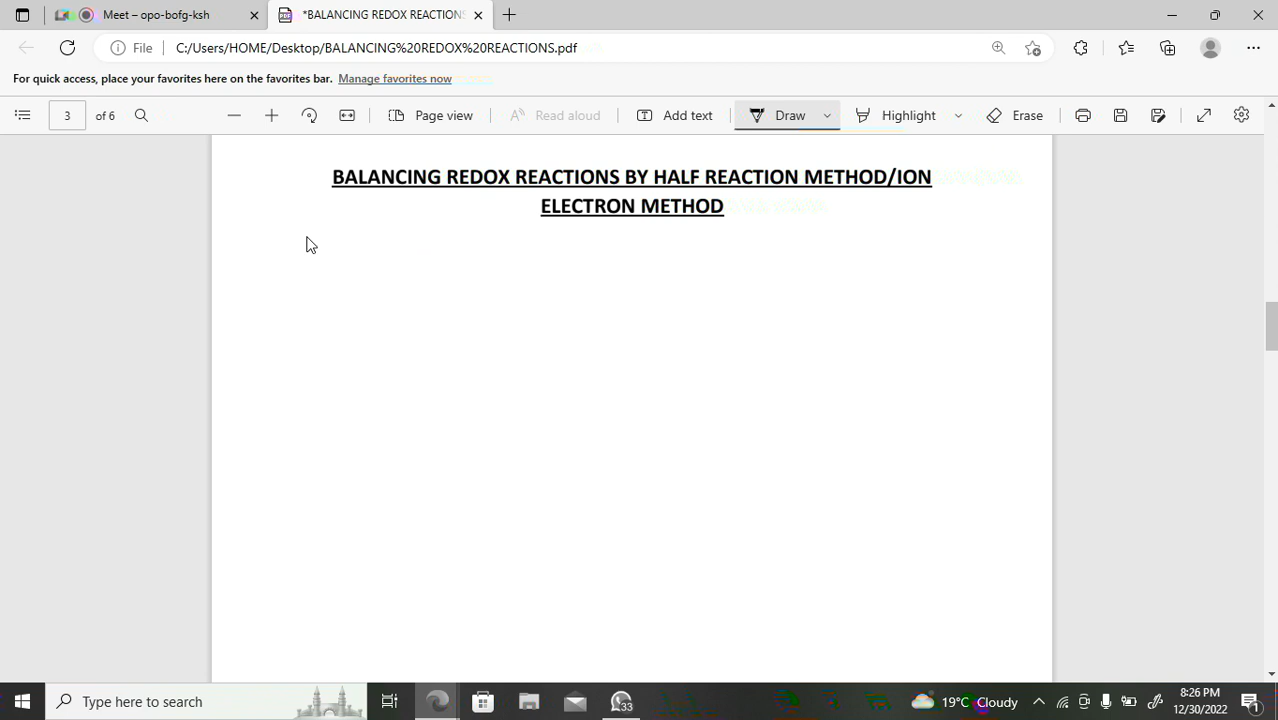 Meet – opo-bofg-ksh
*BALANCING REDOX REACTIONS
File C:/Users/HOME/Desktop/BALANCING%20REDOX%20REACTIONS.pdf
For quick access, place your favorites here on the favorites bar. Manage favorites now
3 of 6 Page view Read aloud Add text Draw Highlight Erase
BALANCING REDOX REACTIONS BY HALF REACTION METHOD/ION
ELECTRON METHOD
Type here to search
33
19°C Cloudy
8:26 PM
12/30/2022
1